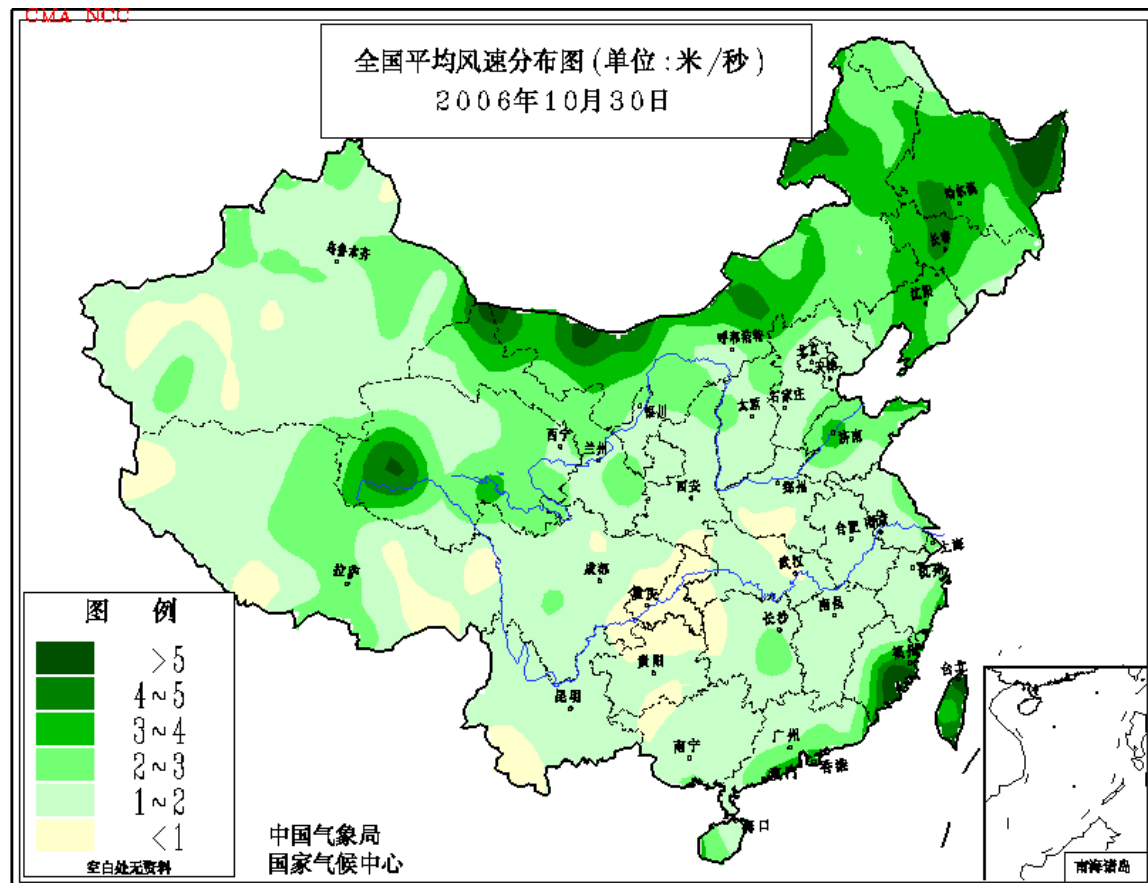 CMA NCC
全国平均风速分布图(单位:米/秒)
2006年10月30日
哈尔滨
长春
乌鲁木齐
沈阳
呼和浩特
北京
天津
石家庄
太原
银川
济南
西宁
兰州
西安
郑州
合肥 南京
上海
成都
武汉
杭州
拉萨
重庆
南昌
长沙
贵阳
福州
台北
昆明
广州
南宁
香港
澳门
海口
图 例
>5
4~5
3~4
2~3
1~2
<1
空白处无资料
中国气象局
国家气候中心
南海诸岛